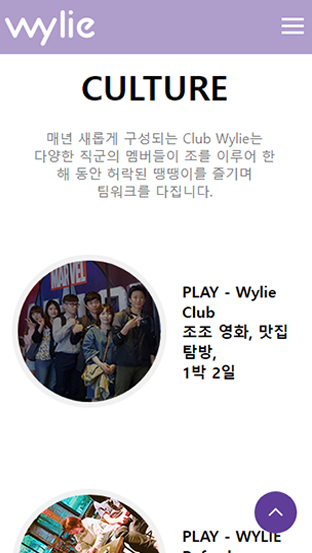 wylie
CULTURE
매년 새롭게 구성되는 Club Wylie는
다양한 직군의 멤버들이 조를 이루어 한
해 동안 허락된 땡땡이를 즐기며
팀워크를 다집니다.
MARVEL
PLAY - Wylie
Club
조조 영화, 맛집
탐방,
1박 2일
PLAY - WYLIE